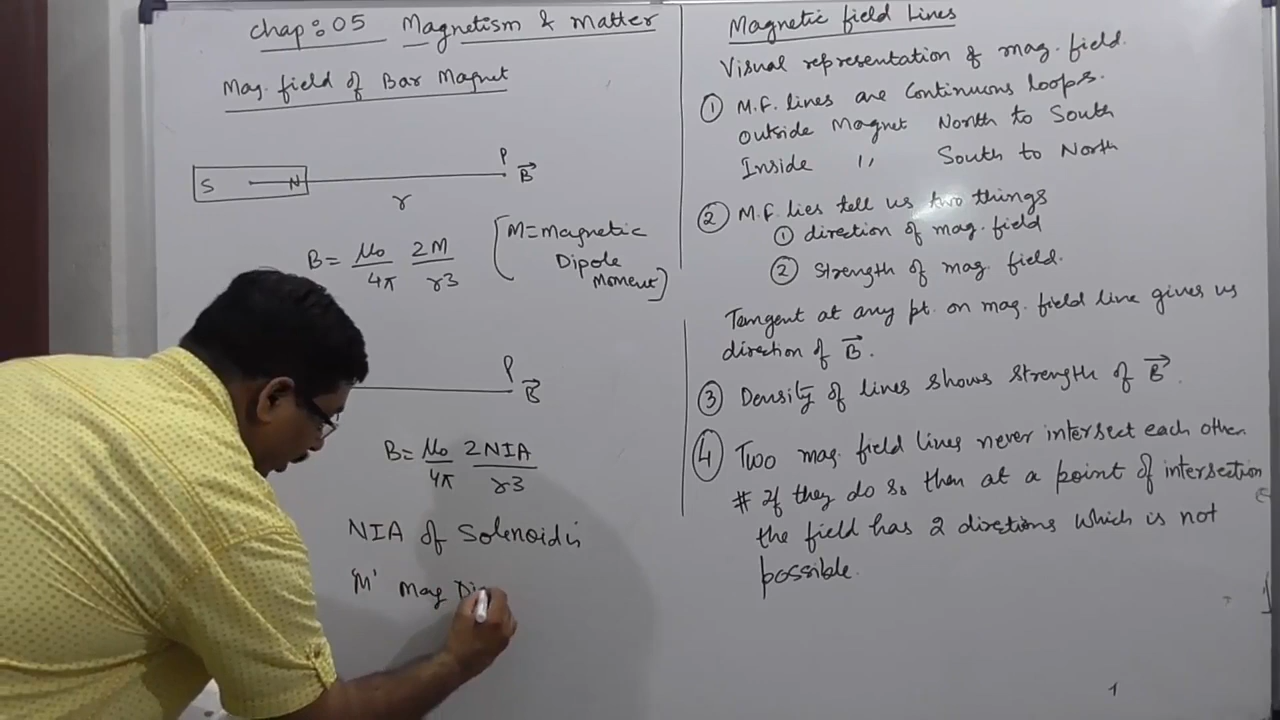 Chap: 05 Magnetism & Matter
Mag. field of Bar Magnet
S N P B⃗
r
B = μ₀/4π 2M/r3 [M = Magnetic
Dipole
Moment]
P B⃗
B = μ₀/4π 2NIA/r3
NIA of Solenoid is
'M' Mag Di
Magnetic field Lines
Visual representation of mag. field.
① M.F. lines are Continuous loops.
outside Magnet North to South
Inside ,, South to North
② M.F lies tell us two things
① direction of mag. field
② Strength of mag field.
Tangent at any pt. on mag. field line gives us
direction of B⃗.
③ Density of lines shows strength of B⃗.
④ Two mag. field lines never intersect each other
# If they do so then at a point of intersection
the field has 2 directions which is not
possible.